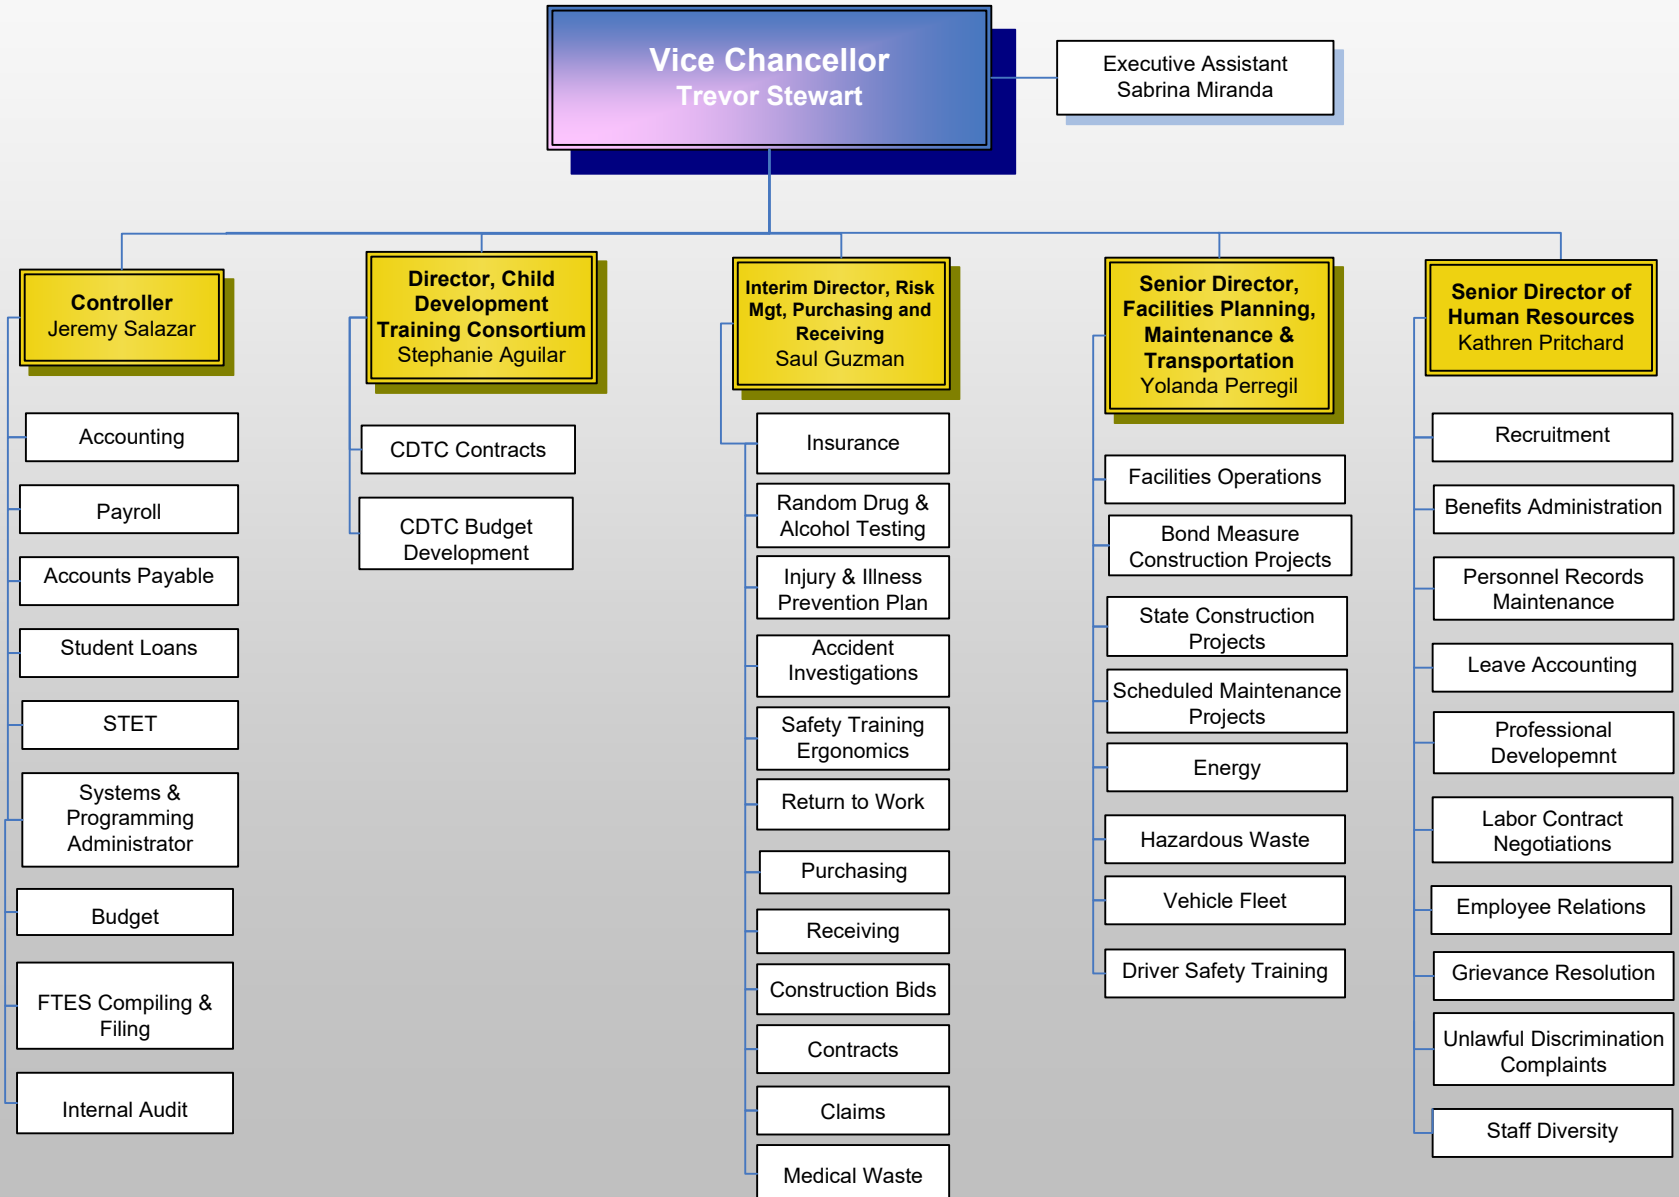 Vice Chancellor
Trevor Stewart
Executive Assistant
Sabrina Miranda
Controller
Jeremy Salazar
Accounting
Payroll
Accounts Payable
Student Loans
STET
Systems &
Programming
Administrator
Budget
FTES Compiling &
Filing
Internal Audit
Director, Child
Development
Training Consortium
Stephanie Aguilar
CDTC Contracts
CDTC Budget
Development
Interim Director, Risk
Mgt, Purchasing and
Receiving
Saul Guzman
Insurance
Random Drug &
Alcohol Testing
Injury & Illness
Prevention Plan
Accident
Investigations
Safety Training
Ergonomics
Return to Work
Purchasing
Receiving
Construction Bids
Contracts
Claims
Medical Waste
Senior Director,
Facilities Planning,
Maintenance &
Transportation
Yolanda Perregil
Facilities Operations
Bond Measure
Construction Projects
State Construction
Projects
Scheduled Maintenance
Projects
Energy
Hazardous Waste
Vehicle Fleet
Driver Safety Training
Senior Director of
Human Resources
Kathren Pritchard
Recruitment
Benefits Administration
Personnel Records
Maintenance
Leave Accounting
Professional
Developemnt
Labor Contract
Negotiations
Employee Relations
Grievance Resolution
Unlawful Discrimination
Complaints
Staff Diversity